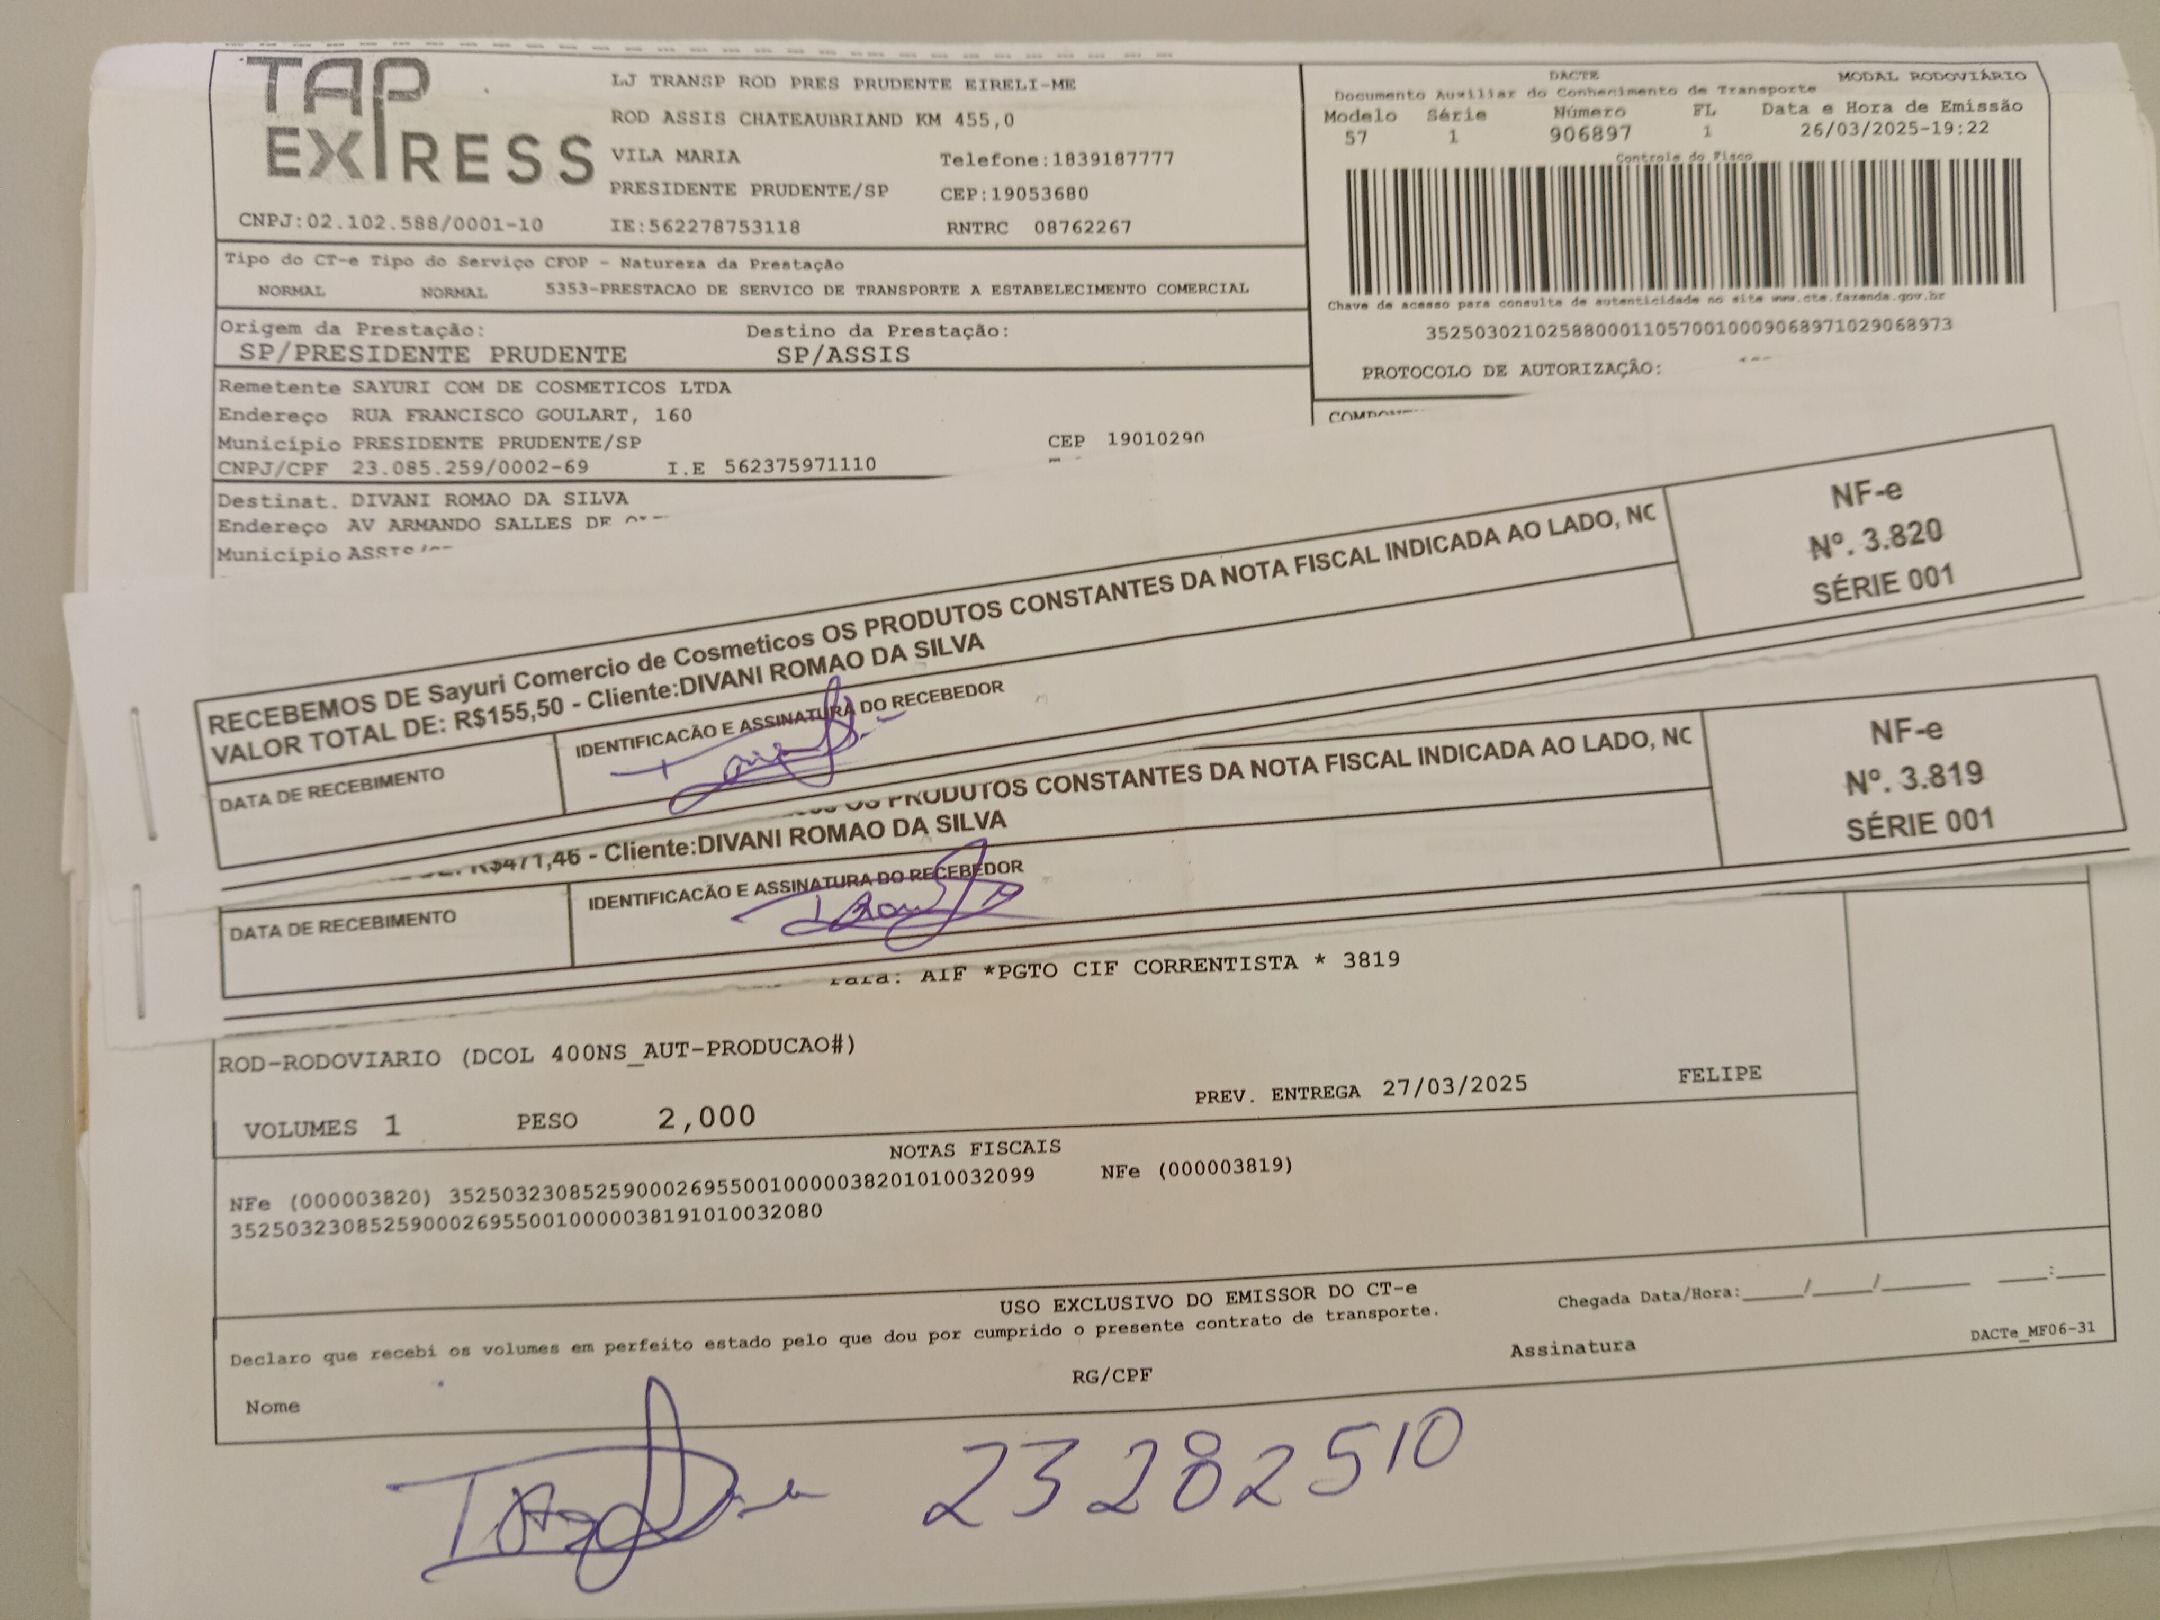 TAP EXPRESS
LJ TRANSP ROD PRES PRUDENTE EIRELI-ME
ROD ASSIS CHATEAUBRIAND KM 455,0
VILA MARIA Telefone:1839187777
PRESIDENTE PRUDENTE/SP CEP:19053680
CNPJ:02.102.588/0001-10 IE:562278753118 RNTRC 08762267
DACTE MODAL RODOVIÁRIO
Documento Auxiliar do Conhecimento de Transporte
Modelo Série Número FL Data e Hora de Emissão
57 1 906897 1 26/03/2025-19:22
Controle do Fisco
Chave de acesso para consulta de autenticidade no site www.cte.fazenda.gov.br
35250302102588000110570010009068971029068973
PROTOCOLO DE AUTORIZAÇÃO:
Tipo do CT-e Tipo do Serviço CFOP - Natureza da Prestação
NORMAL NORMAL 5353-PRESTACAO DE SERVICO DE TRANSPORTE A ESTABELECIMENTO COMERCIAL
Origem da Prestação: Destino da Prestação:
SP/PRESIDENTE PRUDENTE SP/ASSIS
Remetente SAYURI COM DE COSMETICOS LTDA
Endereço RUA FRANCISCO GOULART, 160
Município PRESIDENTE PRUDENTE/SP CEP 19010290
CNPJ/CPF 23.085.259/0002-69 I.E 562375971110
Destinat. DIVANI ROMAO DA SILVA
Endereço AV ARMANDO SALLES DE
Município ASSIS
RECEBEMOS DE Sayuri Comercio de Cosmeticos OS PRODUTOS CONSTANTES DA NOTA FISCAL INDICADA AO LADO, NO
VALOR TOTAL DE: R$155,50 - Cliente:DIVANI ROMAO DA SILVA
DATA DE RECEBIMENTO IDENTIFICAÇÃO E ASSINATURA DO RECEBEDOR
NF-e
Nº. 3.820
SÉRIE 001
OS PRODUTOS CONSTANTES DA NOTA FISCAL INDICADA AO LADO, NO
R$471,46 - Cliente:DIVANI ROMAO DA SILVA
DATA DE RECEBIMENTO IDENTIFICAÇÃO E ASSINATURA DO RECEBEDOR
NF-e
Nº. 3.819
SÉRIE 001
AIF *PGTO CIF CORRENTISTA * 3819
ROD-RODOVIARIO (DCOL 400NS_AUT-PRODUCAO#)
VOLUMES 1 PESO 2,000 PREV. ENTREGA 27/03/2025 FELIPE
NOTAS FISCAIS
NFe (000003820) 35250323085259000269550010000038201010032099 NFe (000003819)
35250323085259000269550010000038191010032080
USO EXCLUSIVO DO EMISSOR DO CT-e
Declaro que recebi os volumes em perfeito estado pelo que dou por cumprido o presente contrato de transporte.
Chegada Data/Hora:____/____/______ ___:___
Nome RG/CPF Assinatura DACTe_MF06-31
23282510